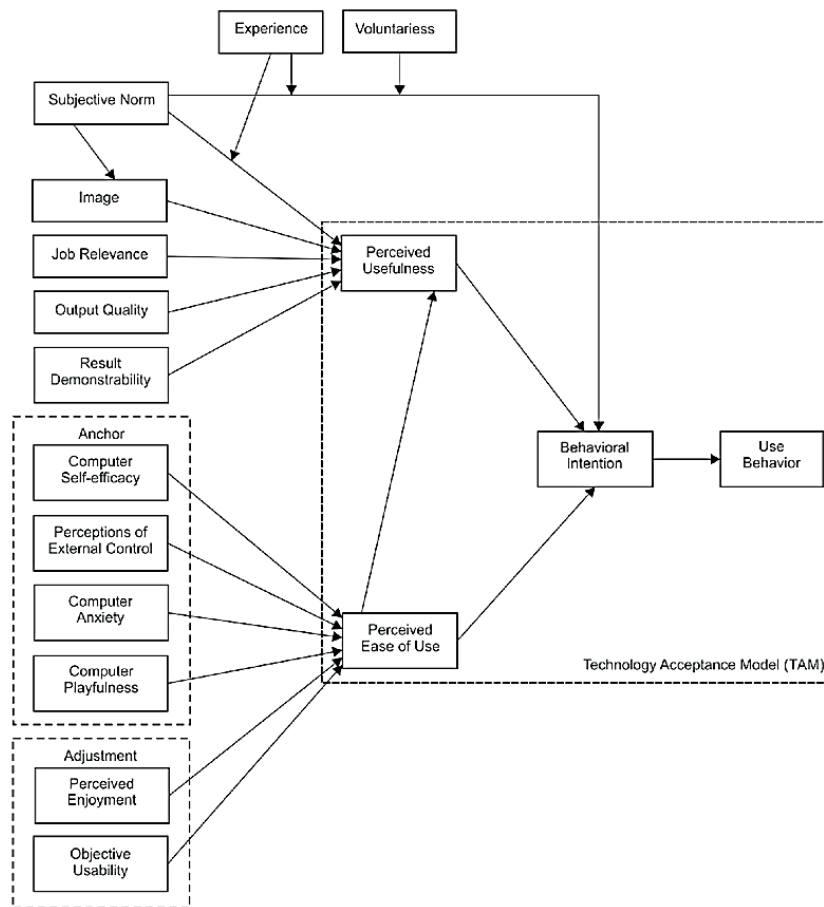 Experience
Voluntariess
Subjective Norm
Image
Job Relevance
Output Quality
Result
Demonstrability
Perceived
Usefulness
Anchor
Computer
Self-efficacy
Perceptions of
External Control
Computer
Anxiety
Computer
Playfulness
Behavioral
Intention
Use
Behavior
Perceived
Ease of Use
Technology Acceptance Model (TAM)
Adjustment
Perceived
Enjoyment
Objective
Usability